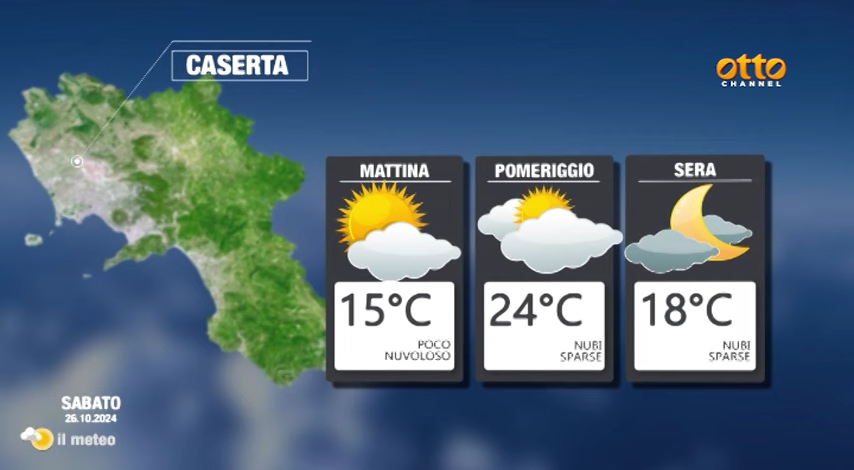 CASERTA
otto
CHANNEL
MATTINA
POMERIGGIO
SERA
15°C
24°C
18°C
POCO
NUVOLOSO
NUBI
SPARSE
NUBI
SPARSE
SABATO
26.10.2024
il meteo